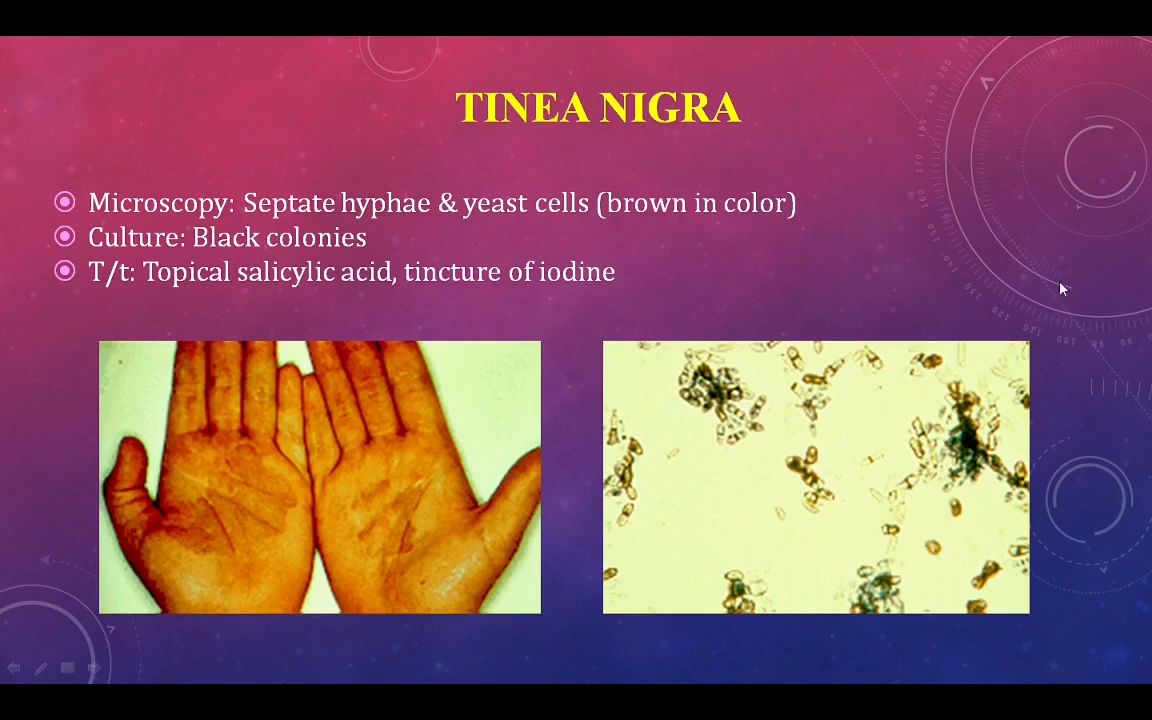 TINEA NIGRA
Microscopy: Septate hyphae & yeast cells (brown in color)
Culture: Black colonies
T/t: Topical salicylic acid, tincture of iodine